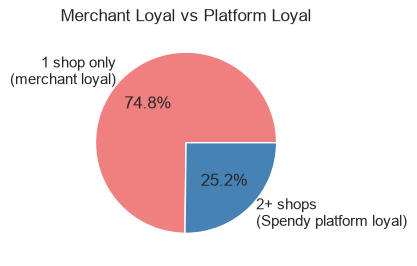 Merchant Loyal vs Platform Loyal
1 shop only
(merchant loyal)
74.8%
25.2%
2+ shops
(Spendy platform loyal)